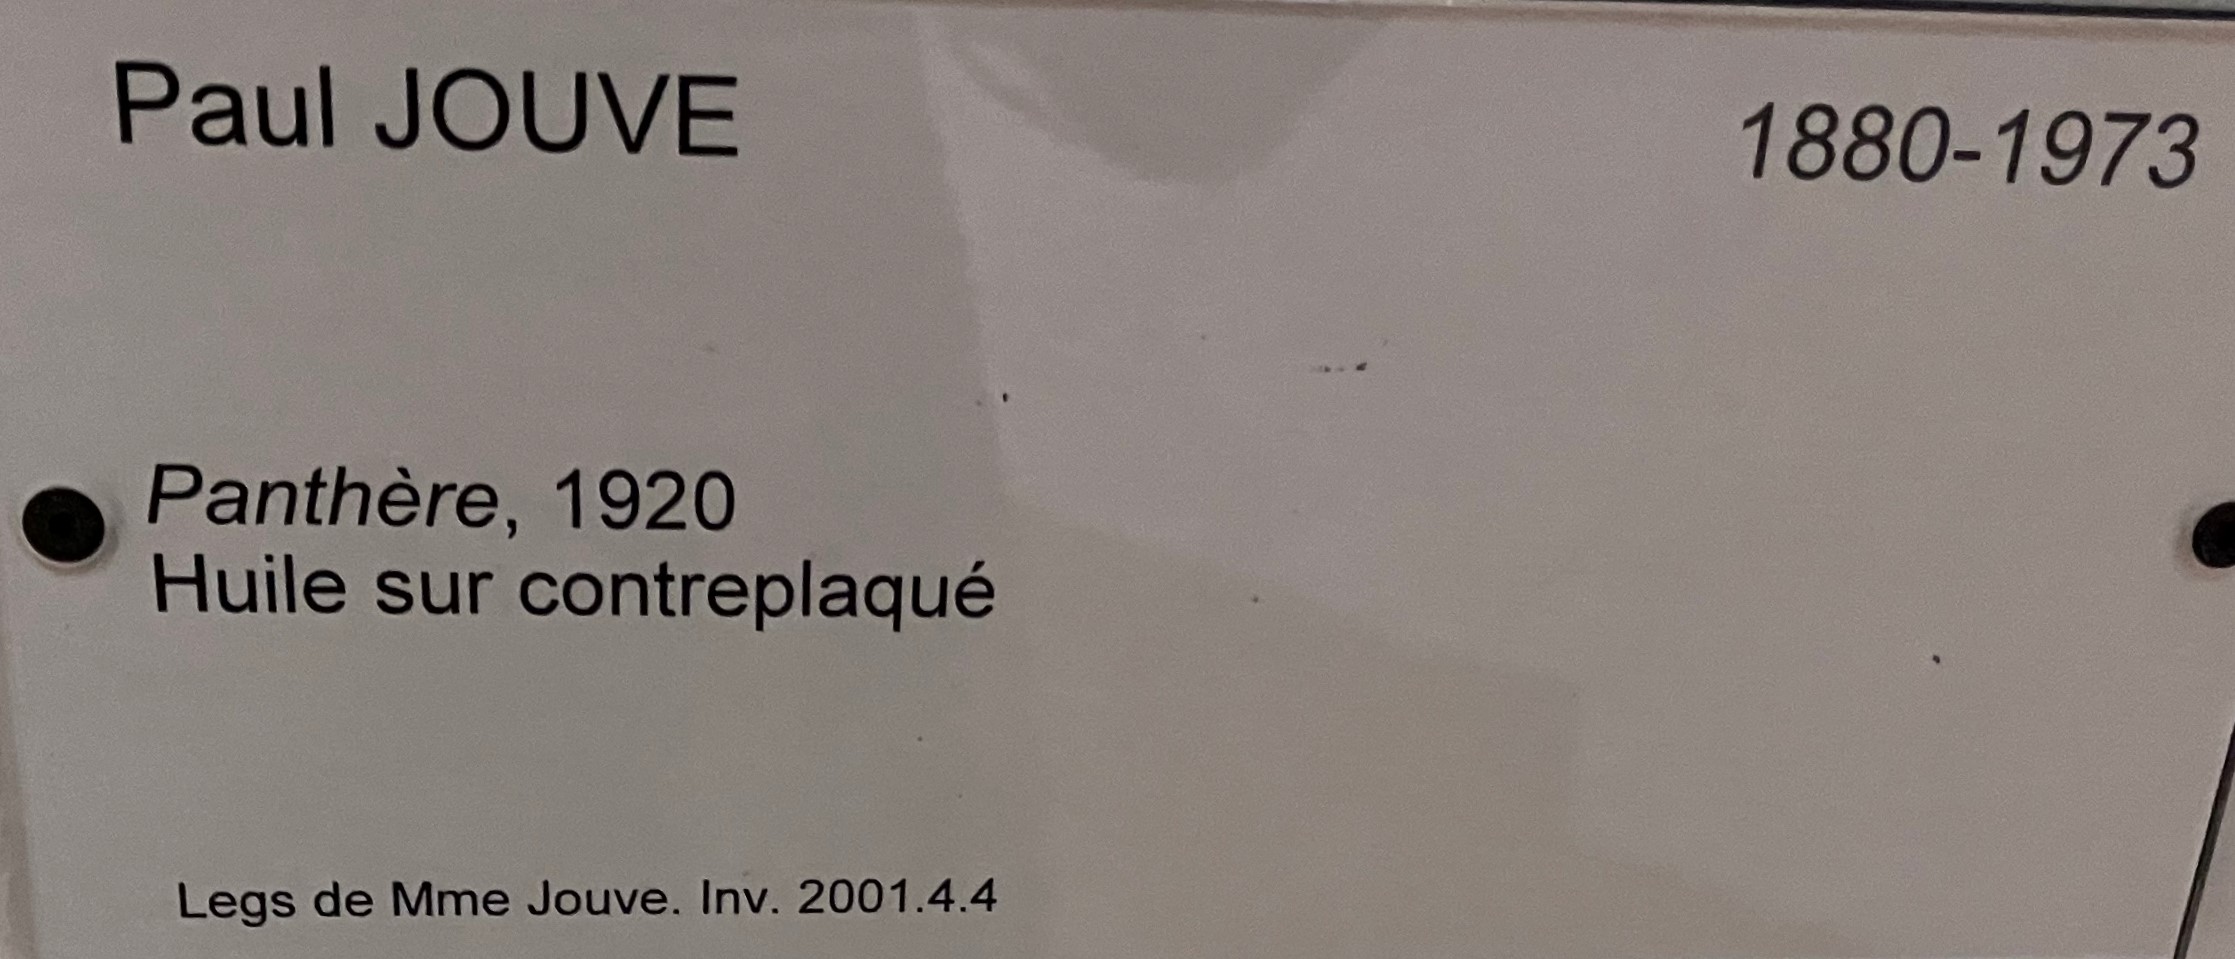 Paul JOUVE
1880-1973
Panthère, 1920
Huile sur contreplaqué
Legs de Mme Jouve. Inv. 2001.4.4